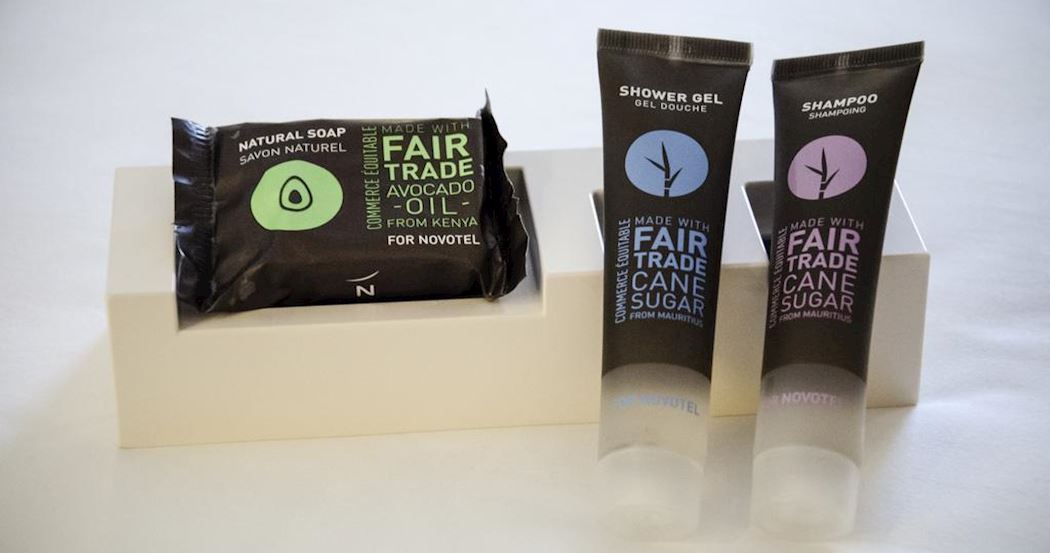 NATURAL SOAP
SAVON NATUREL
COMMERCE ÉQUITABLE
MADE WITH
FAIR
TRADE
AVOCADO
-OIL-
FROM KENYA
FOR NOVOTEL
N
SHOWER GEL
GEL DOUCHE
COMMERCE ÉQUITABLE
MADE WITH
FAIR
TRADE
CANE
SUGAR
FROM MAURITIUS
FOR NOVOTEL
SHAMPOO
SHAMPOING
COMMERCE ÉQUITABLE
MADE WITH
FAIR
TRADE
CANE
SUGAR
FROM MAURITIUS
FOR NOVOTEL